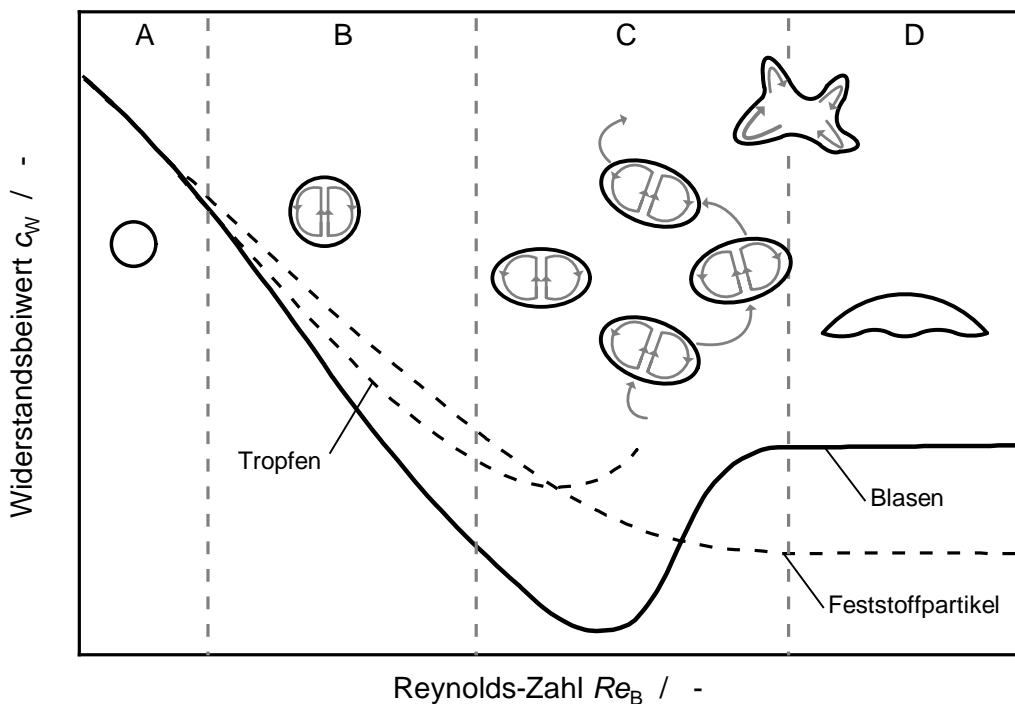 A B C D
Widerstandsbeiwert cW / -
Tropfen
Blasen
Feststoffpartikel
Reynolds-Zahl ReB / -